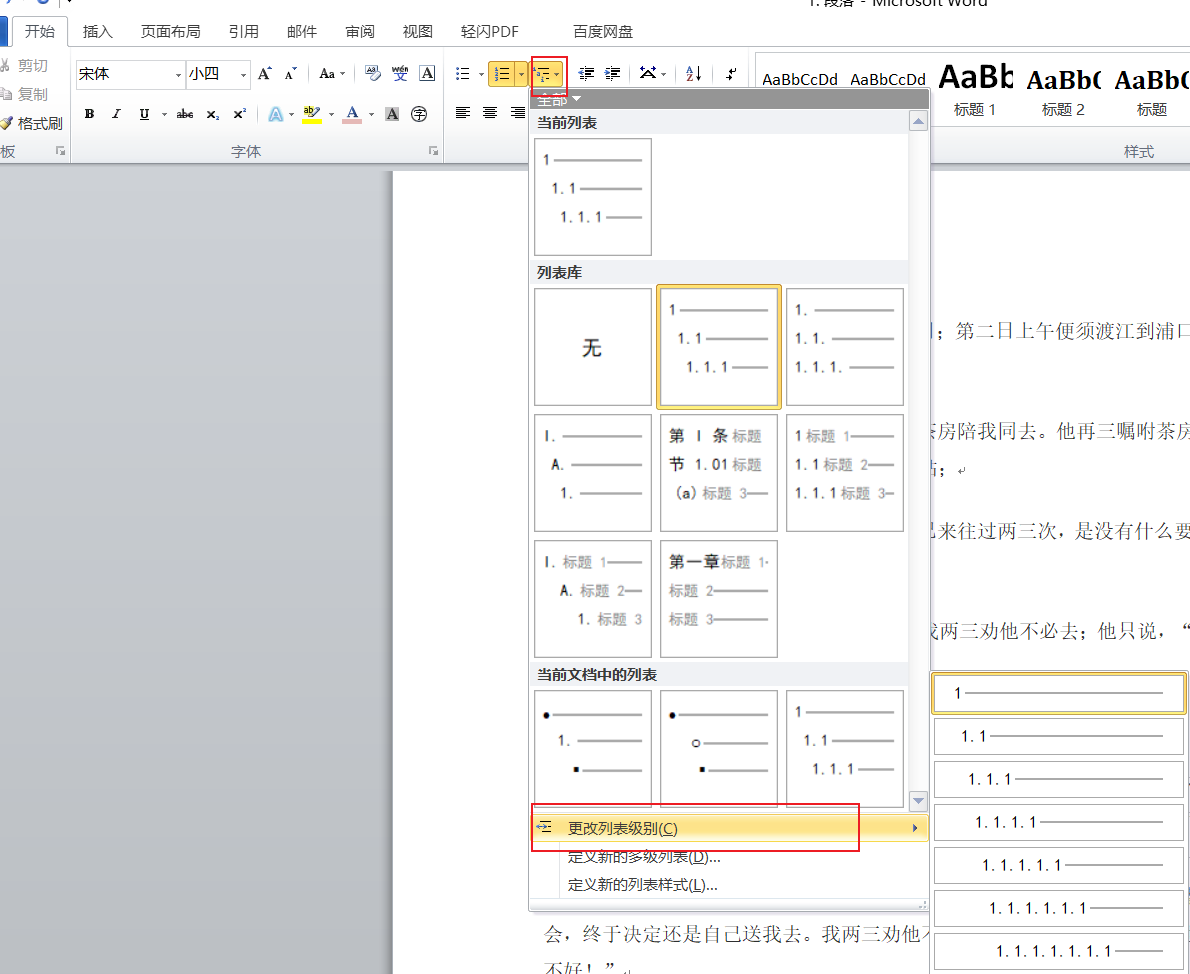 1. 段落 - Microsoft Word
开始 插入 页面布局 引用 邮件 审阅 视图 轻闪PDF 百度网盘
剪切
复制
格式刷
宋体 小四
板 字体 样式
AaBbCcDd AaBbCcDd AaBb AaBb AaBb
标题 1 标题 2 标题
全部
当前列表
1
1.1
1.1.1
列表库
无
1
1.1
1.1.1
1.
1.1.
1.1.1.
I.
A.
1.
第 I 条标题
节 1.01标题
(a)标题 3
1标题 1
1.1标题 2
1.1.1标题 3
I. 标题 1
A. 标题 2
1. 标题 3
第一章标题 1
标题 2
标题 3
当前文档中的列表
1.
1
1.1
1.1.1
更改列表级别(C)
定义新的多级列表(D)...
定义新的列表样式(L)...
1
1.1
1.1.1
1.1.1.1
1.1.1.1.1
1.1.1.1.1.1
1.1.1.1.1.1.1
；第二日上午便须渡江到浦口
房陪我同去。他再三嘱咐茶房
；
来往过两三次，是没有什么要
两三劝他不必去；他只说，“
会，终于决定还是自己送我去。我两三劝他
不好！”